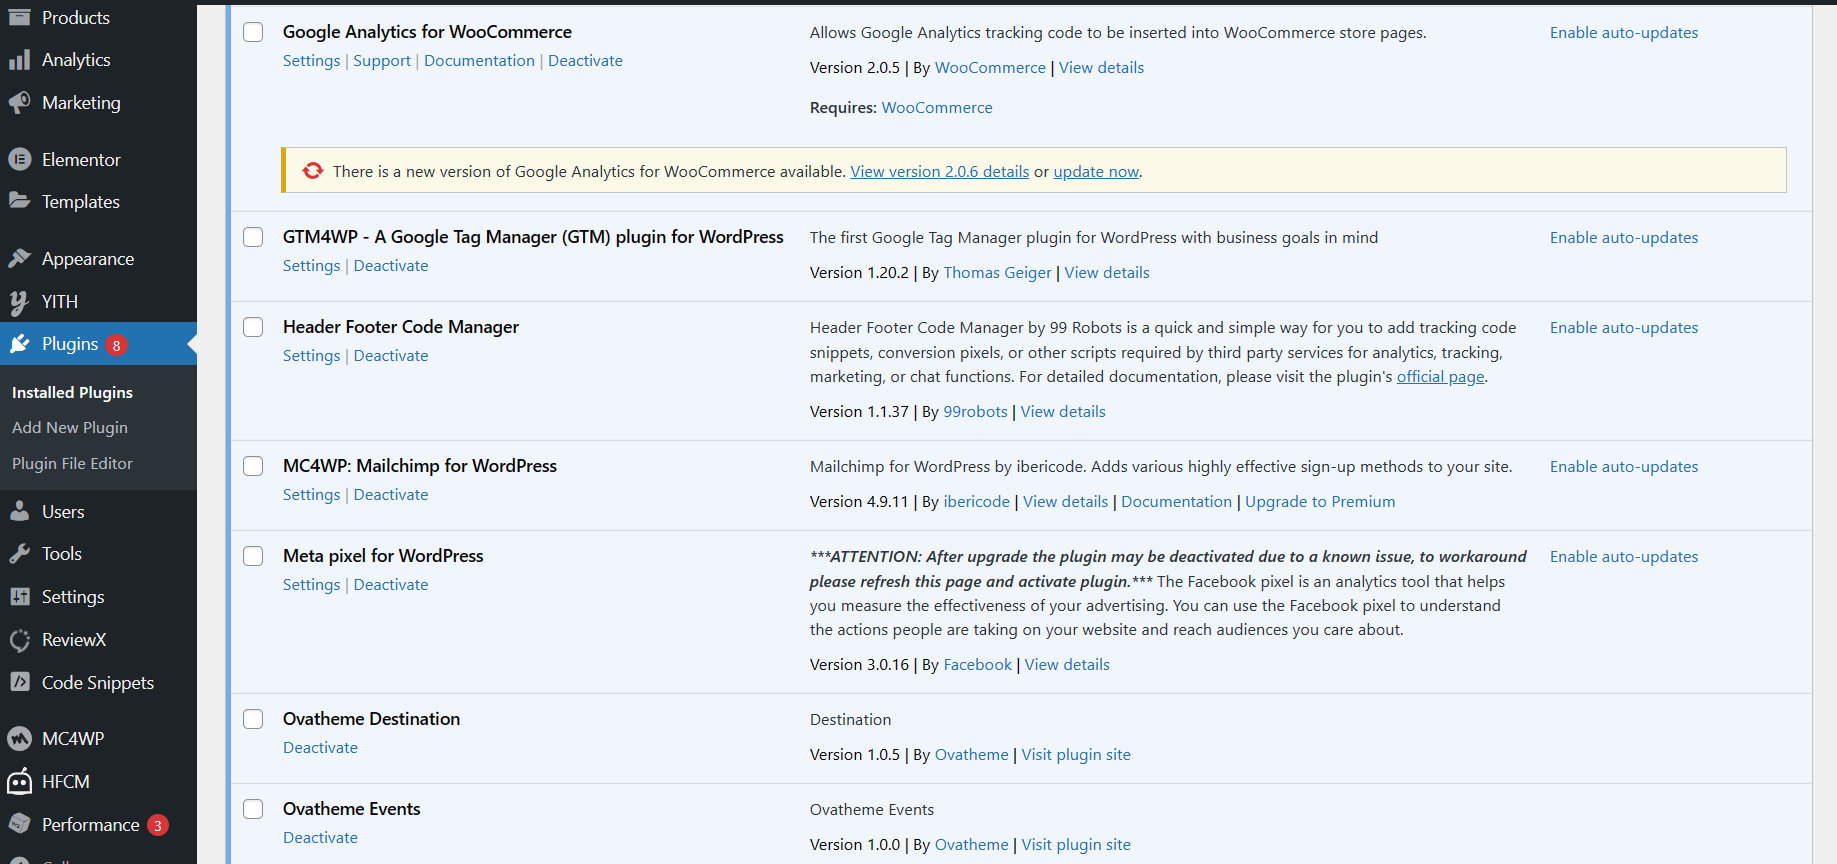 Products
Analytics
Marketing
Elementor
Templates
Appearance
YITH
Plugins 8
Installed Plugins
Add New Plugin
Plugin File Editor
Users
Tools
Settings
ReviewX
Code Snippets
MC4WP
HFCM
Performance 3
Google Analytics for WooCommerce
Settings | Support | Documentation | Deactivate
Allows Google Analytics tracking code to be inserted into WooCommerce store pages.
Version 2.0.5 | By WooCommerce | View details
Requires: WooCommerce
Enable auto-updates
There is a new version of Google Analytics for WooCommerce available. View version 2.0.6 details or update now.
GTM4WP - A Google Tag Manager (GTM) plugin for WordPress
Settings | Deactivate
The first Google Tag Manager plugin for WordPress with business goals in mind
Version 1.20.2 | By Thomas Geiger | View details
Enable auto-updates
Header Footer Code Manager
Settings | Deactivate
Header Footer Code Manager by 99 Robots is a quick and simple way for you to add tracking code
snippets, conversion pixels, or other scripts required by third party services for analytics, tracking,
marketing, or chat functions. For detailed documentation, please visit the plugin's official page.
Version 1.1.37 | By 99robots | View details
Enable auto-updates
MC4WP: Mailchimp for WordPress
Settings | Deactivate
Mailchimp for WordPress by ibericode. Adds various highly effective sign-up methods to your site.
Version 4.9.11 | By ibericode | View details | Documentation | Upgrade to Premium
Enable auto-updates
Meta pixel for WordPress
Settings | Deactivate
***ATTENTION: After upgrade the plugin may be deactivated due to a known issue, to workaround
please refresh this page and activate plugin.*** The Facebook pixel is an analytics tool that helps
you measure the effectiveness of your advertising. You can use the Facebook pixel to understand
the actions people are taking on your website and reach audiences you care about.
Version 3.0.16 | By Facebook | View details
Enable auto-updates
Ovatheme Destination
Deactivate
Destination
Version 1.0.5 | By Ovatheme | Visit plugin site
Ovatheme Events
Deactivate
Ovatheme Events
Version 1.0.0 | By Ovatheme | Visit plugin site